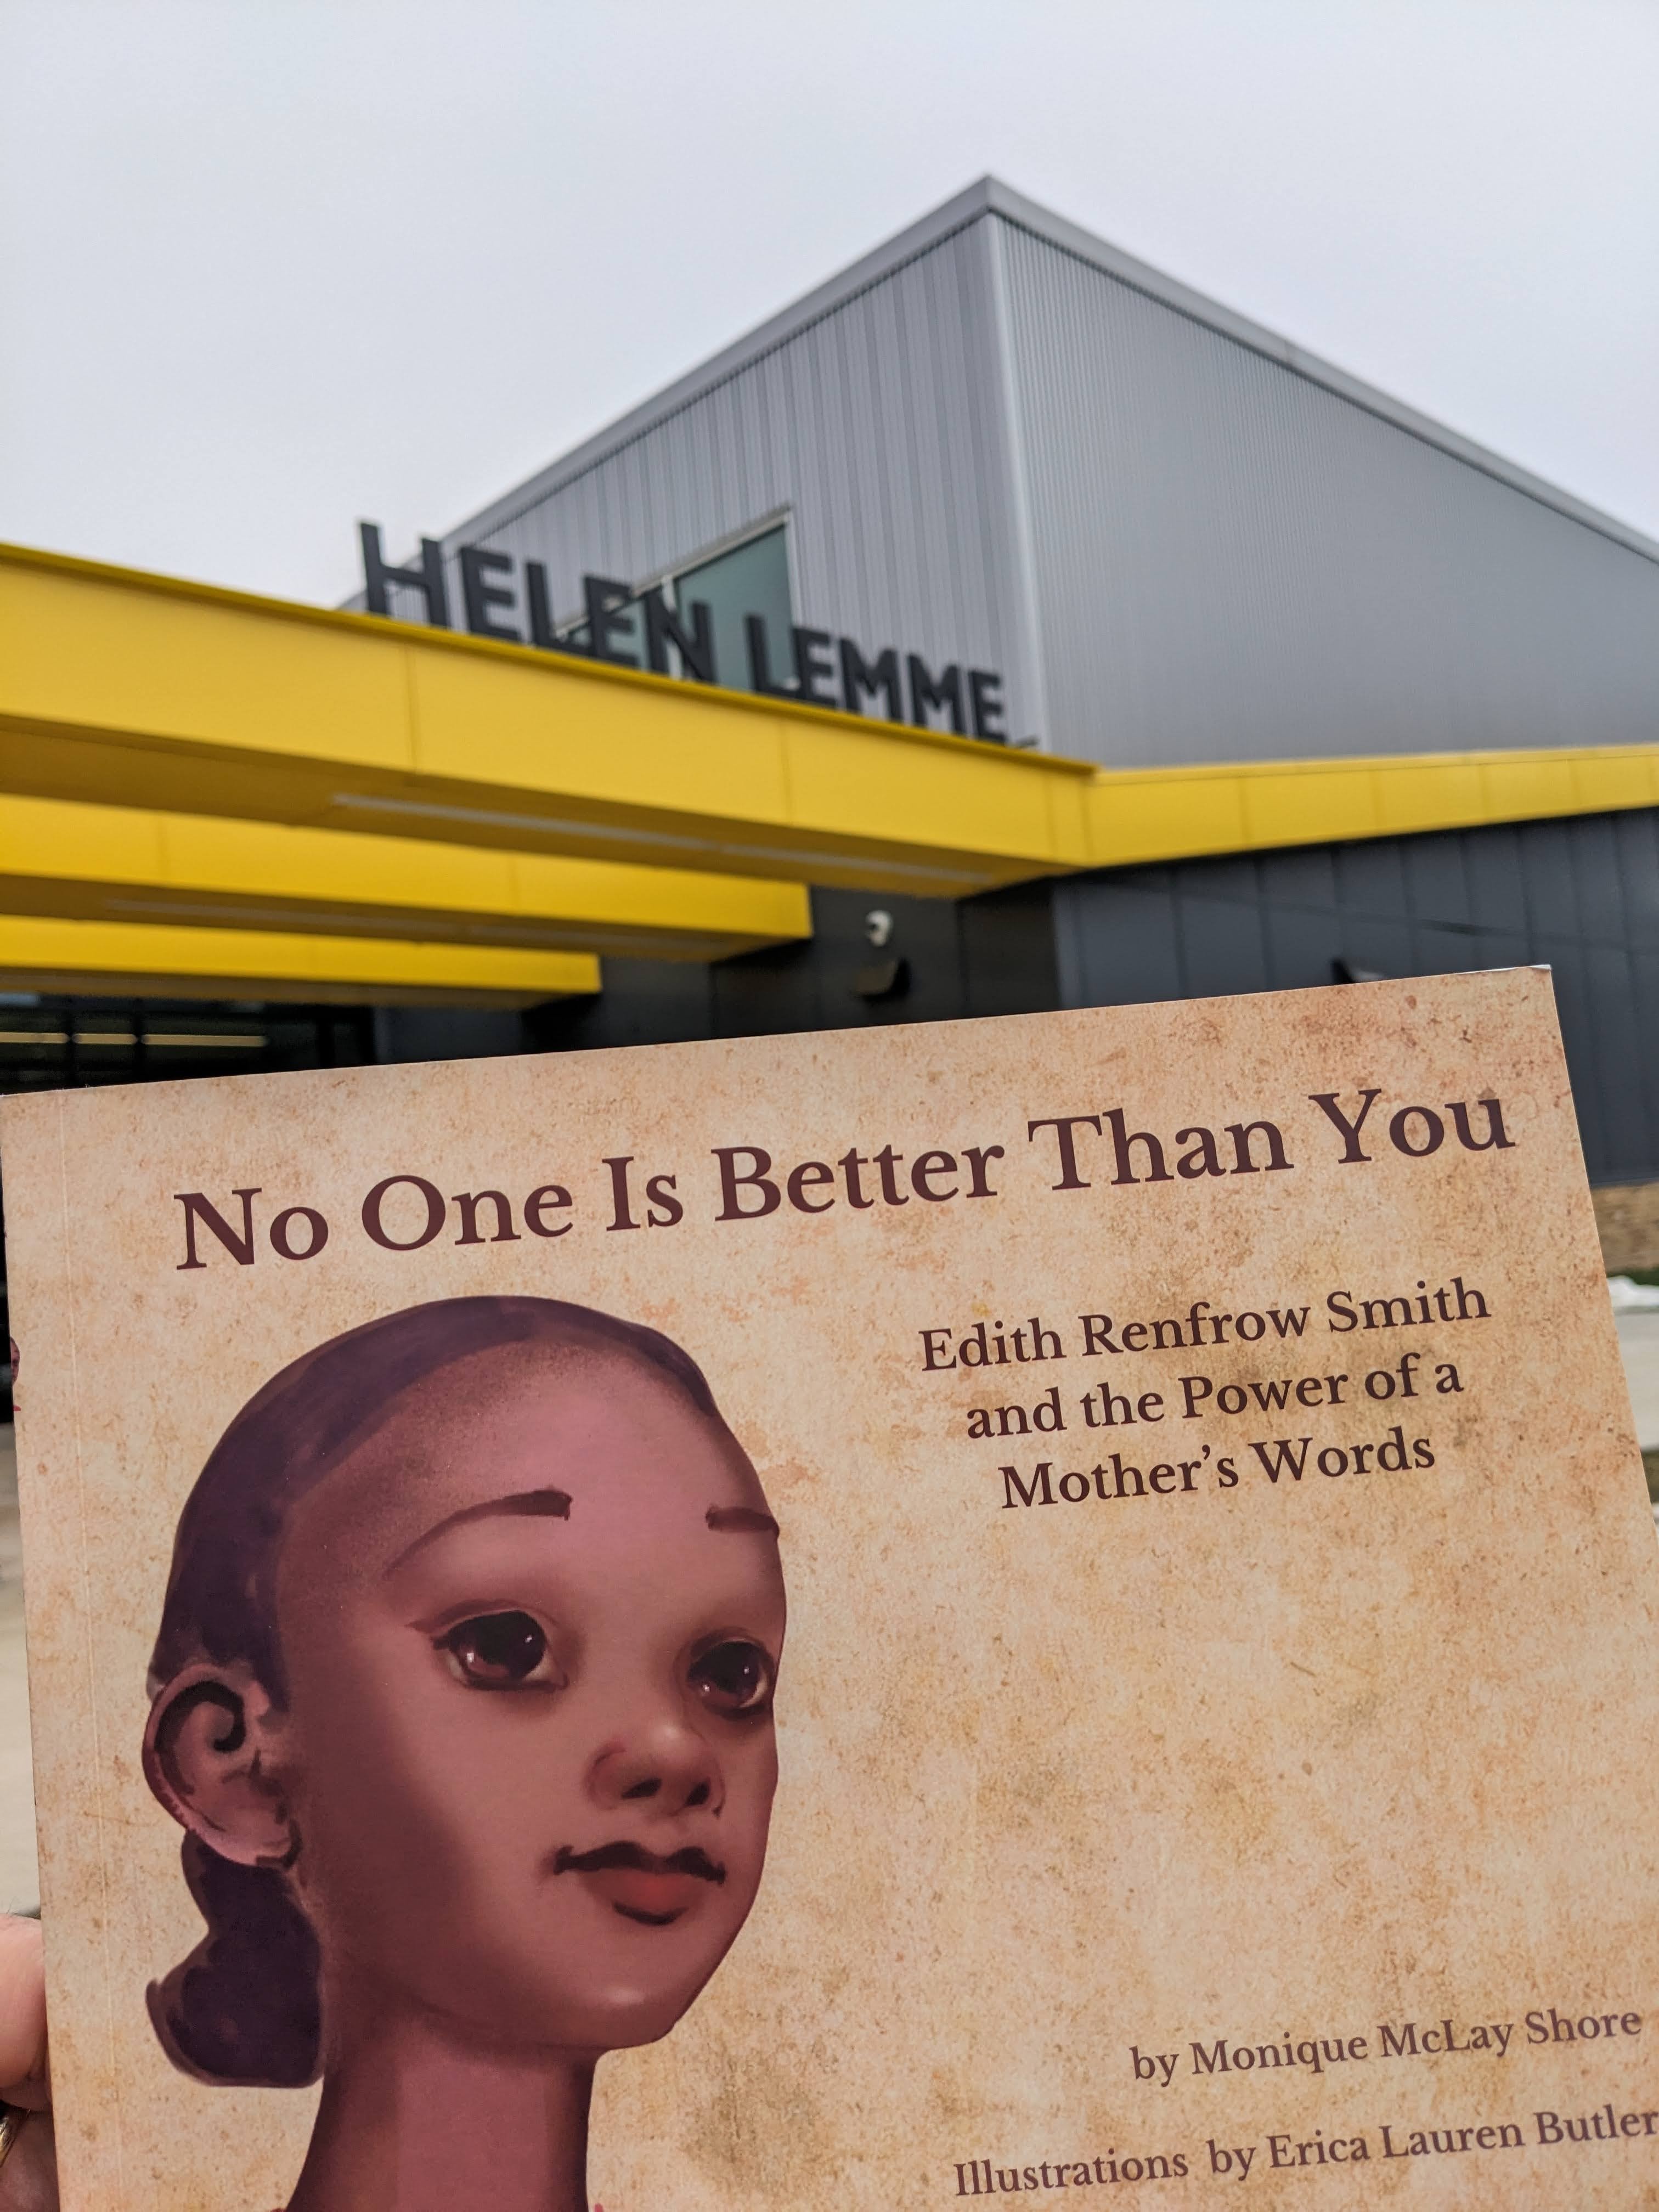 HELEN LEMME
No One Is Better Than You
Edith Renfrow Smith
and the Power of a
Mother's Words
by Monique McLay Shore
Illustrations by Erica Lauren Butler